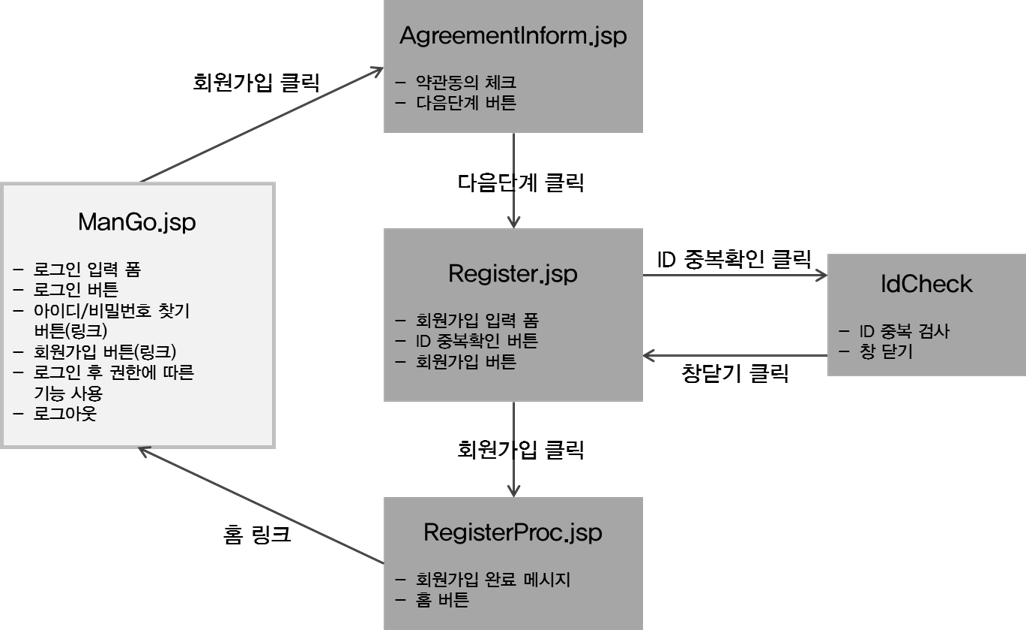 AgreementInform.jsp
– 약관동의 체크
– 다음단계 버튼
회원가입 클릭
다음단계 클릭
ManGo.jsp
– 로그인 입력 폼
– 로그인 버튼
– 아이디/비밀번호 찾기
버튼(링크)
– 회원가입 버튼(링크)
– 로그인 후 권한에 따른
기능 사용
– 로그아웃
Register.jsp
– 회원가입 입력 폼
– ID 중복확인 버튼
– 회원가입 버튼
ID 중복확인 클릭
IdCheck
– ID 중복 검사
– 창 닫기
창닫기 클릭
회원가입 클릭
RegisterProc.jsp
– 회원가입 완료 메시지
– 홈 버튼
홈 링크